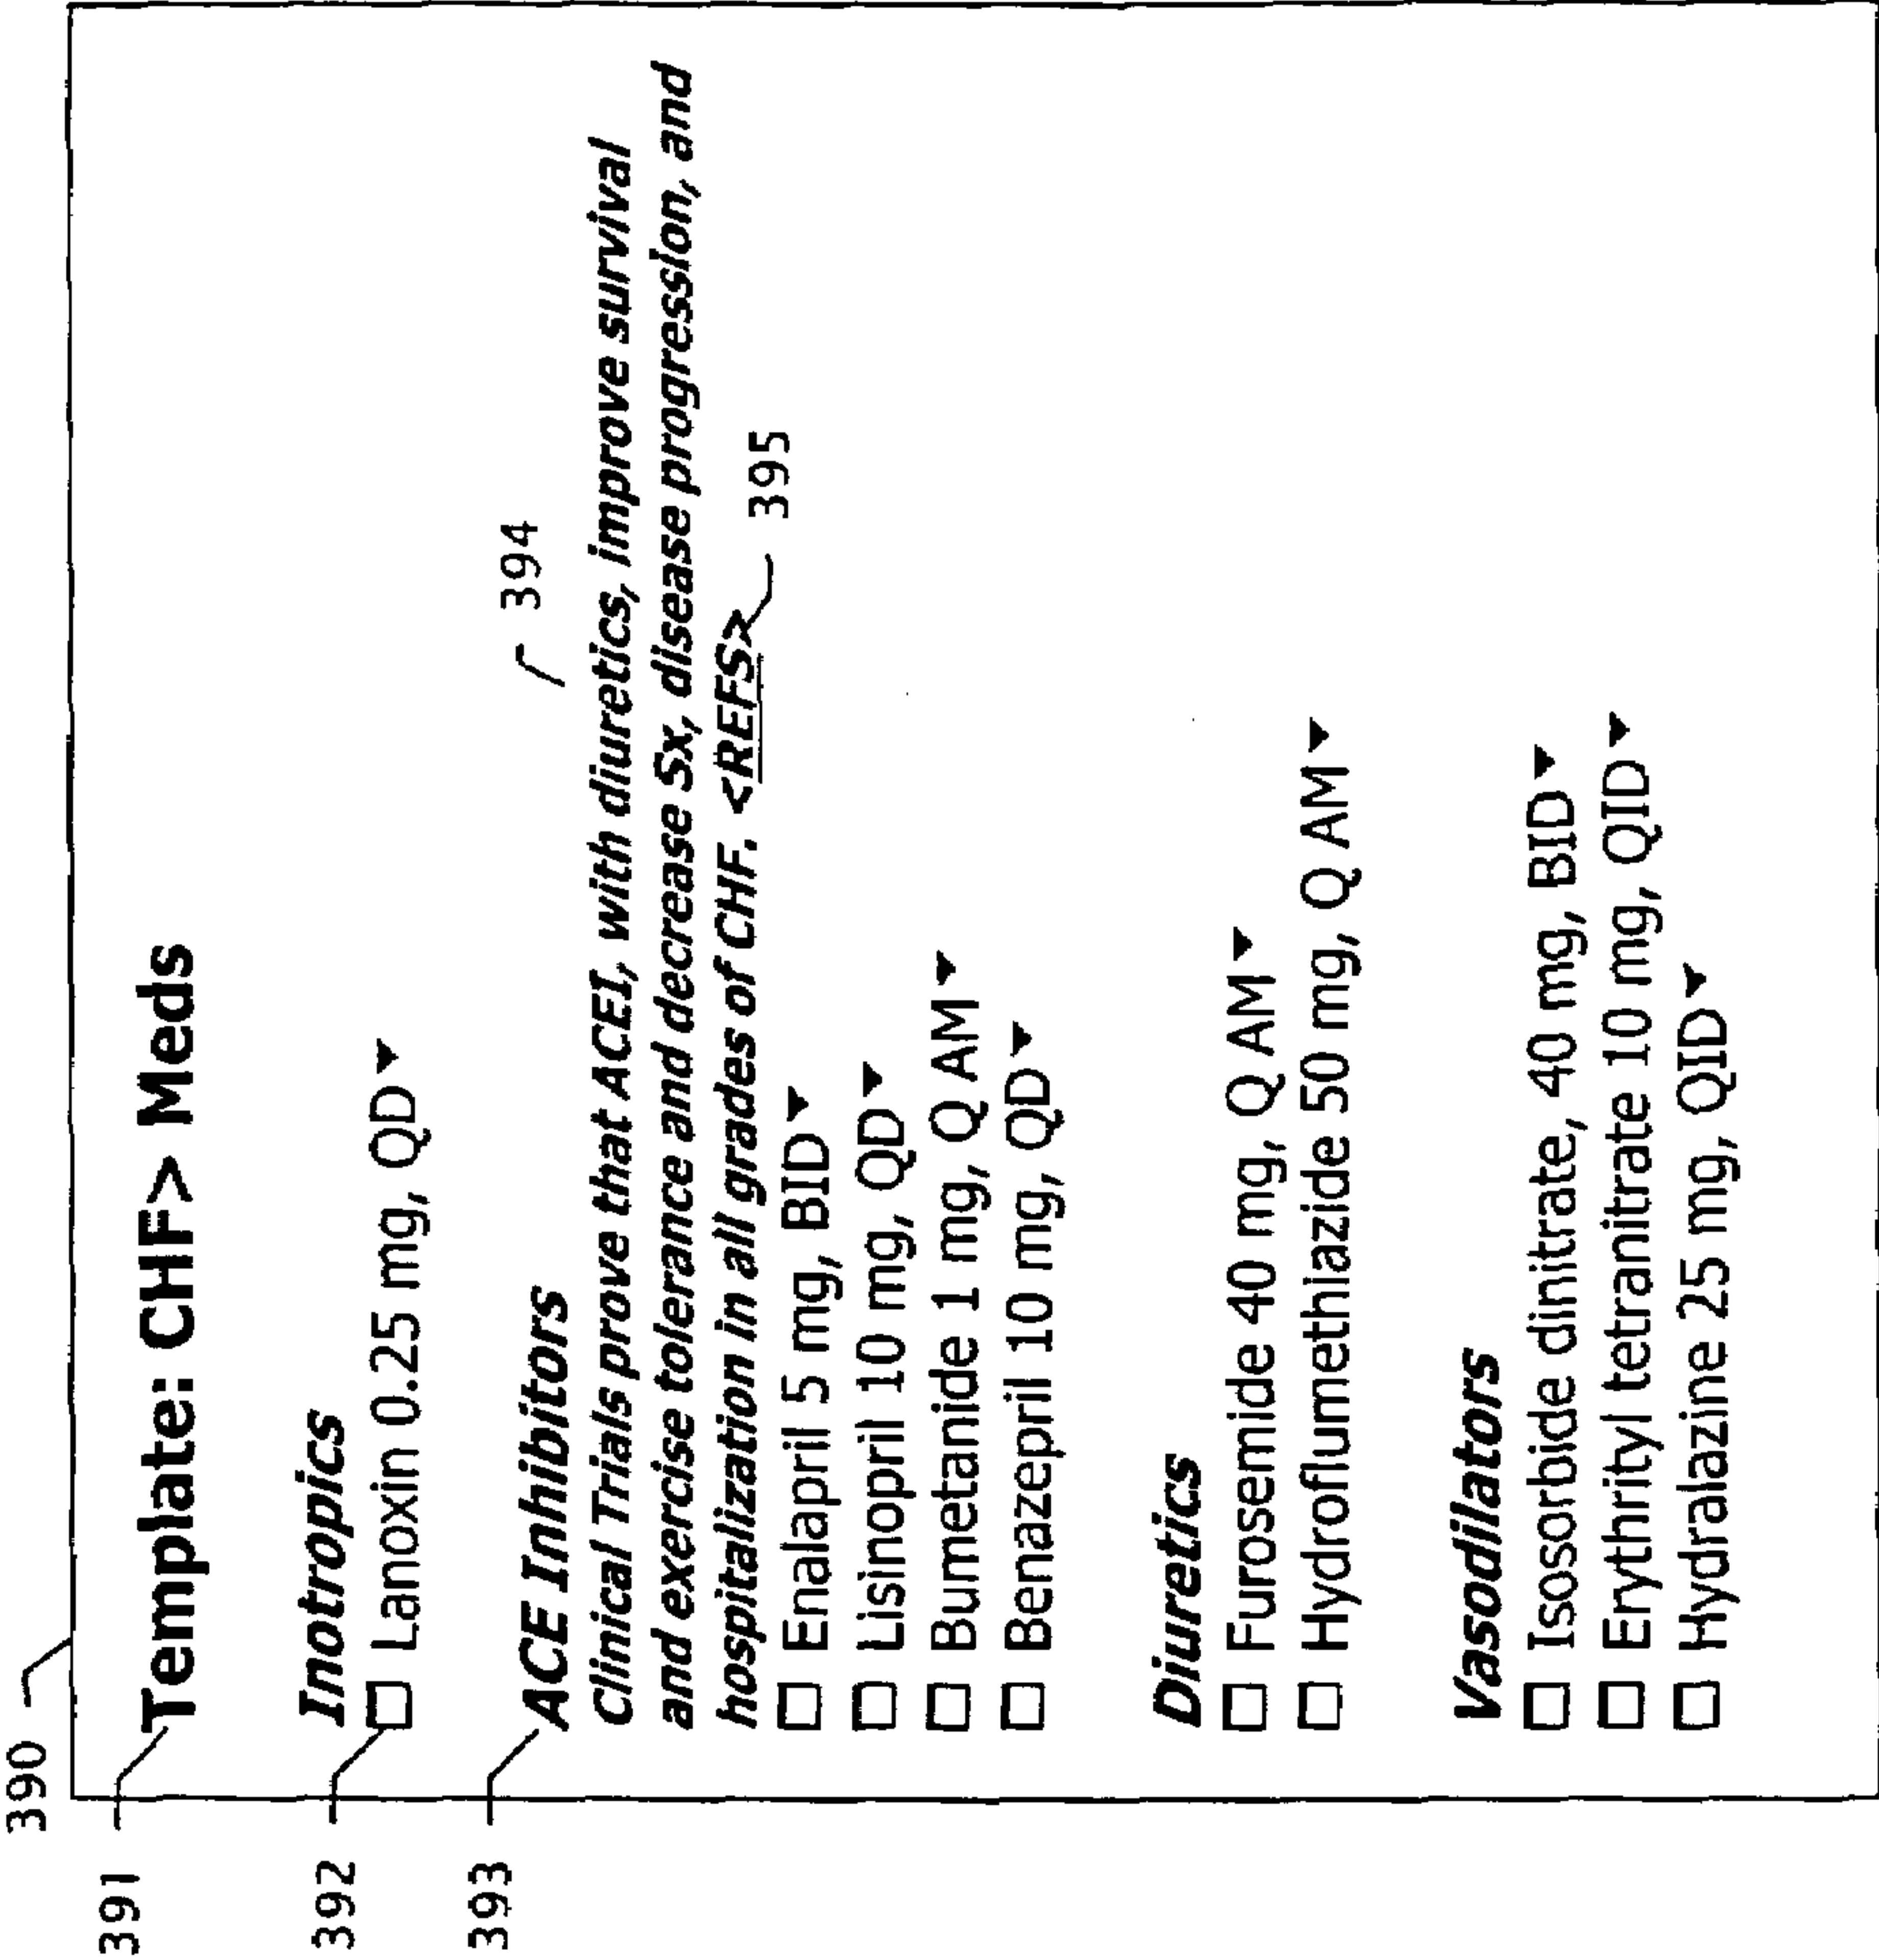 390
391
Template: CHF> Meds
Inotropics
392
☐ Lanoxin 0.25 mg, QD▼
393
ACE Inhibitors
394
Clinical Trials prove that ACEI, with diuretics, improve survival
and exercise tolerance and decrease Sx, disease progression, and
hospitalization in all grades of CHF. <REFS>
395
☐ Enalapril 5 mg, BID▼
☐ Lisinopril 10 mg, QD▼
☐ Bumetanide 1 mg, Q AM▼
☐ Benazepril 10 mg, QD▼
Diuretics
☐ Furosemide 40 mg, Q AM▼
☐ Hydroflumethiazide 50 mg, Q AM▼
Vasodilators
☐ Isosorbide dinitrate, 40 mg, BID▼
☐ Erythrityl tetranitrate 10 mg, QID▼
☐ Hydralazine 25 mg, QID▼